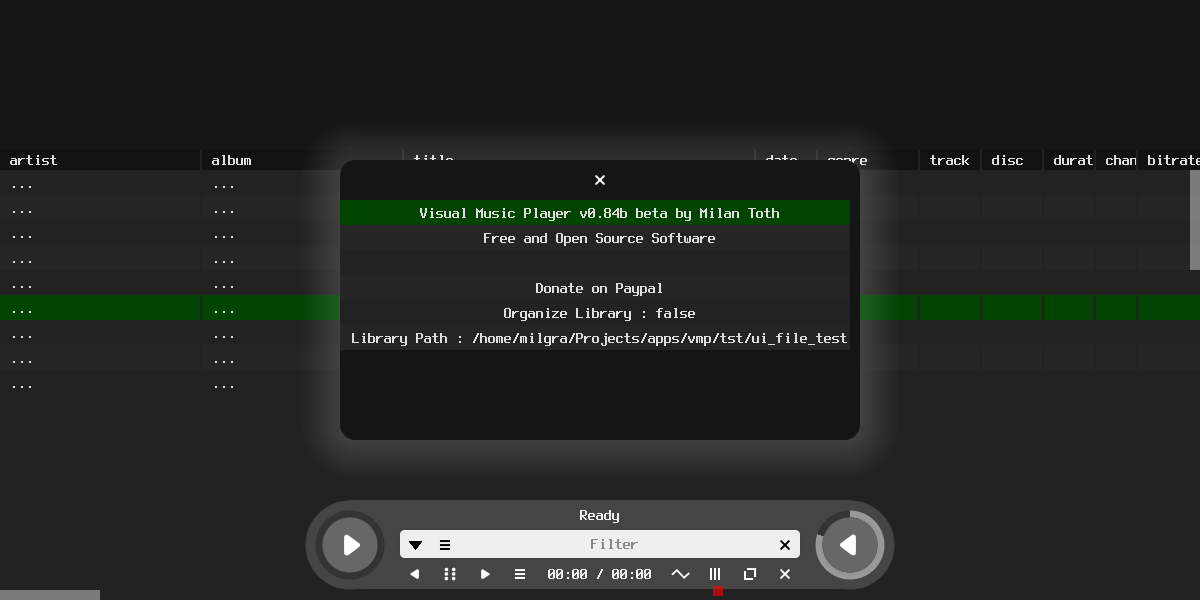 artist album title date genre track disc durat chan bitrate
... ...
Visual Music Player v0.84b beta by Milan Toth
... ...
Free and Open Source Software
... ...
... ...
Donate on Paypal
... ...
Organize Library : false
... ...
Library Path : /home/milgra/Projects/apps/vmp/tst/ui_file_test
... ...
... ...
... ...
Ready
Filter
00:00 / 00:00